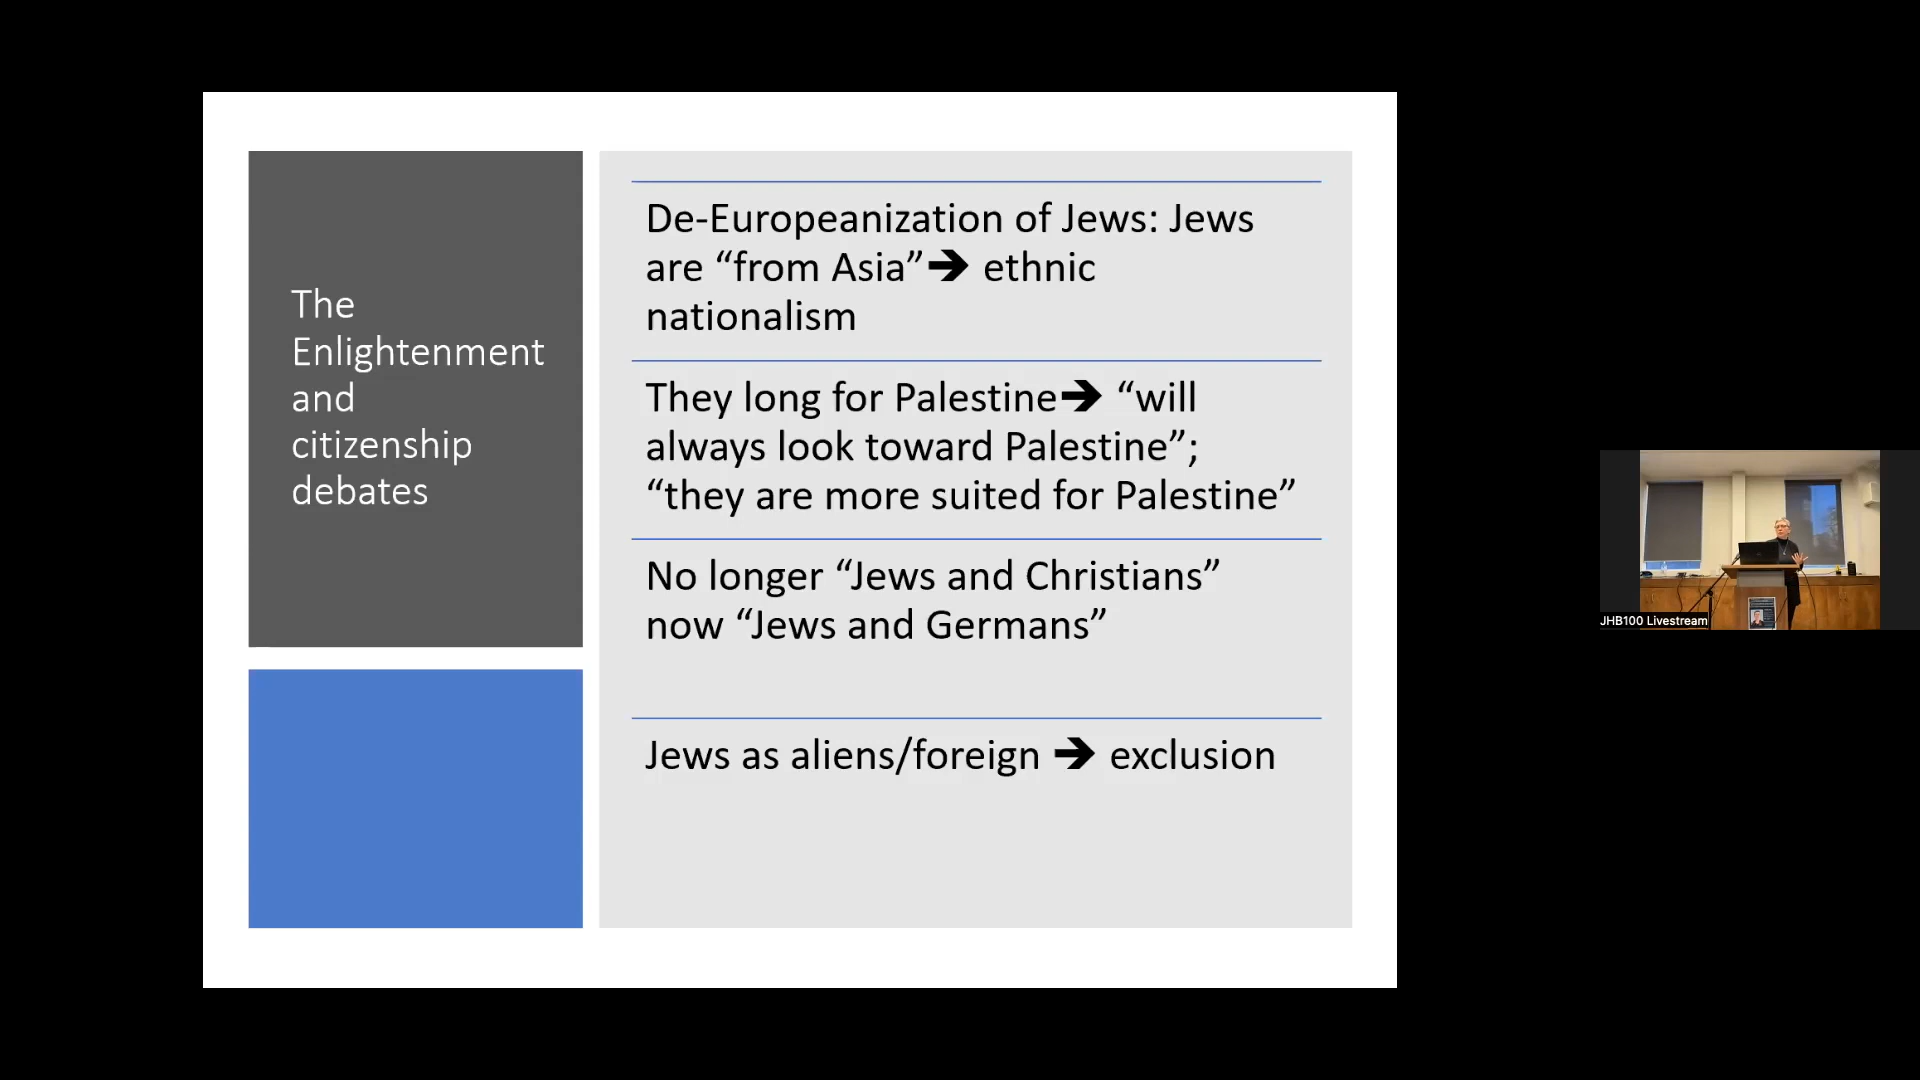 The
Enlightenment
and
citizenship
debates
De-Europeanization of Jews: Jews
are “from Asia”➔ ethnic
nationalism
They long for Palestine➔ “will
always look toward Palestine”;
“they are more suited for Palestine”
No longer “Jews and Christians”
now “Jews and Germans”
Jews as aliens/foreign ➔ exclusion
JHB100 Livestream